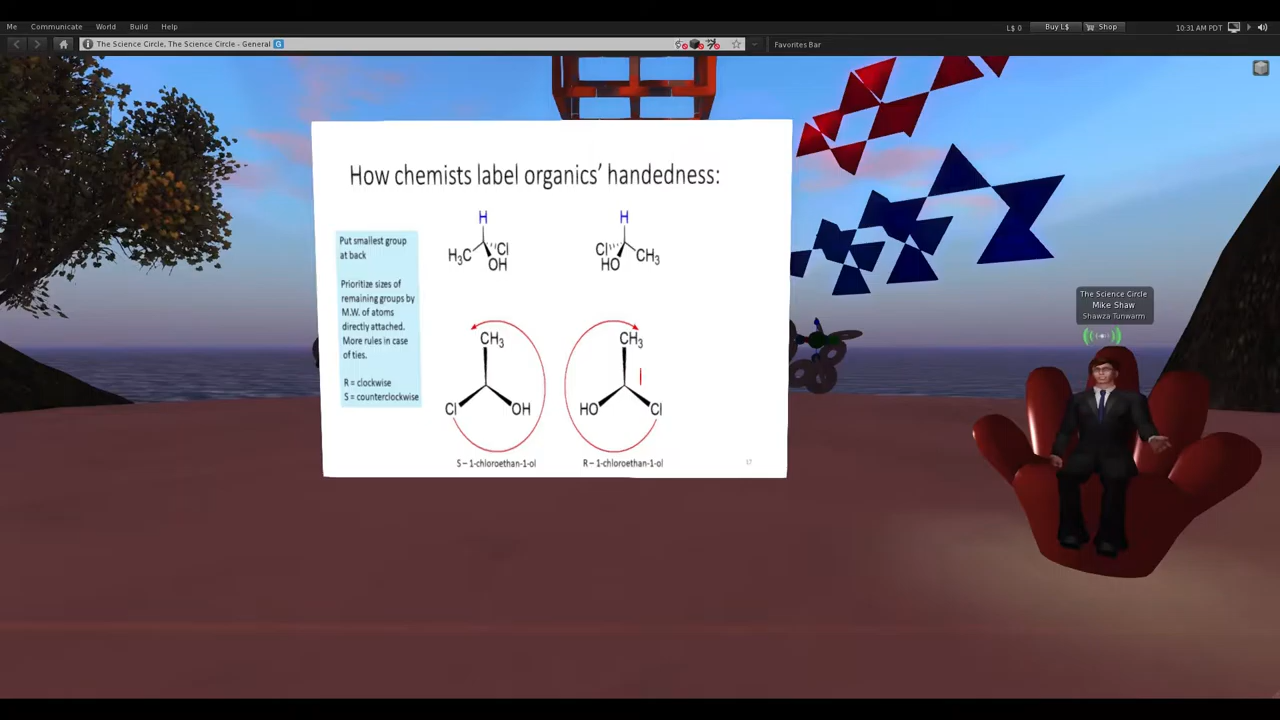 Me Communicate World Build Help L$ 0 Buy L$ Shop 10:31 AM PDT
The Science Circle, The Science Circle - General G Favorites Bar
How chemists label organics' handedness:
Put smallest group
at back
Prioritize sizes of
remaining groups by
M.W. of atoms
directly attached.
More rules in case
of ties.
R = clockwise
S = counterclockwise
H
H₃C Cl
OH
H
Cl CH₃
HO
CH₃
Cl OH
S – 1-chloroethan-1-ol
CH₃
HO Cl
R – 1-chloroethan-1-ol
17
The Science Circle
Mike Shaw
Shawza Tunwarm